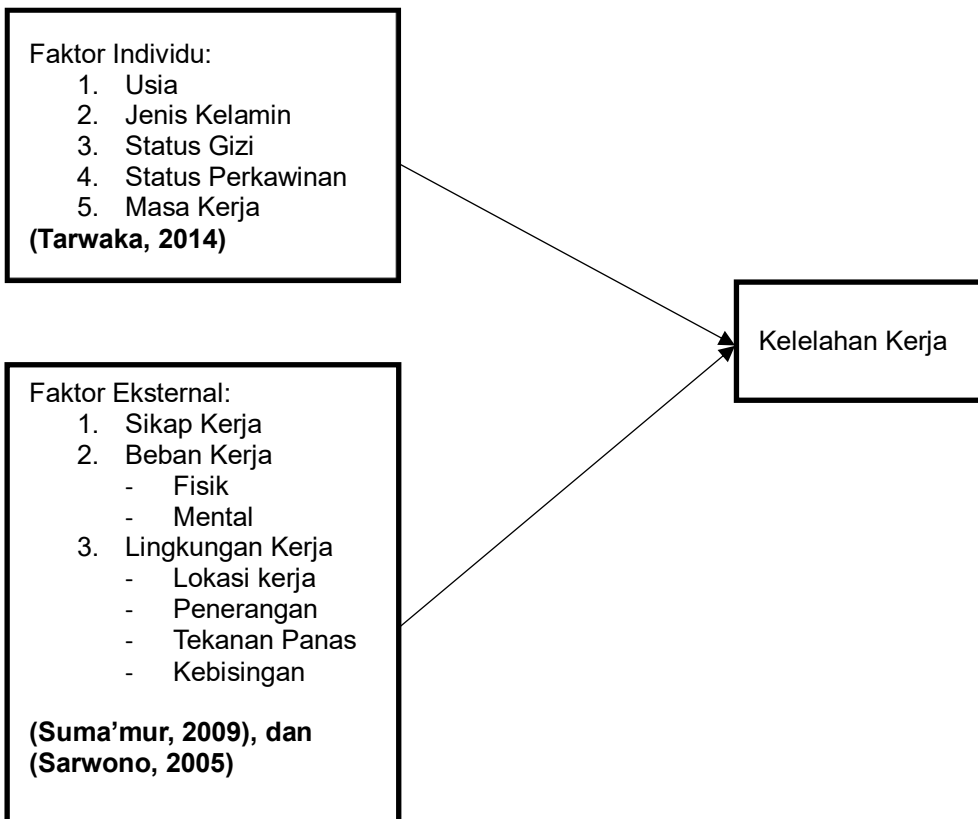 Faktor Individu:
1. Usia
2. Jenis Kelamin
3. Status Gizi
4. Status Perkawinan
5. Masa Kerja
(Tarwaka, 2014)
Kelelahan Kerja
Faktor Eksternal:
1. Sikap Kerja
2. Beban Kerja
- Fisik
- Mental
3. Lingkungan Kerja
- Lokasi kerja
- Penerangan
- Tekanan Panas
- Kebisingan
(Suma’mur, 2009), dan
(Sarwono, 2005)